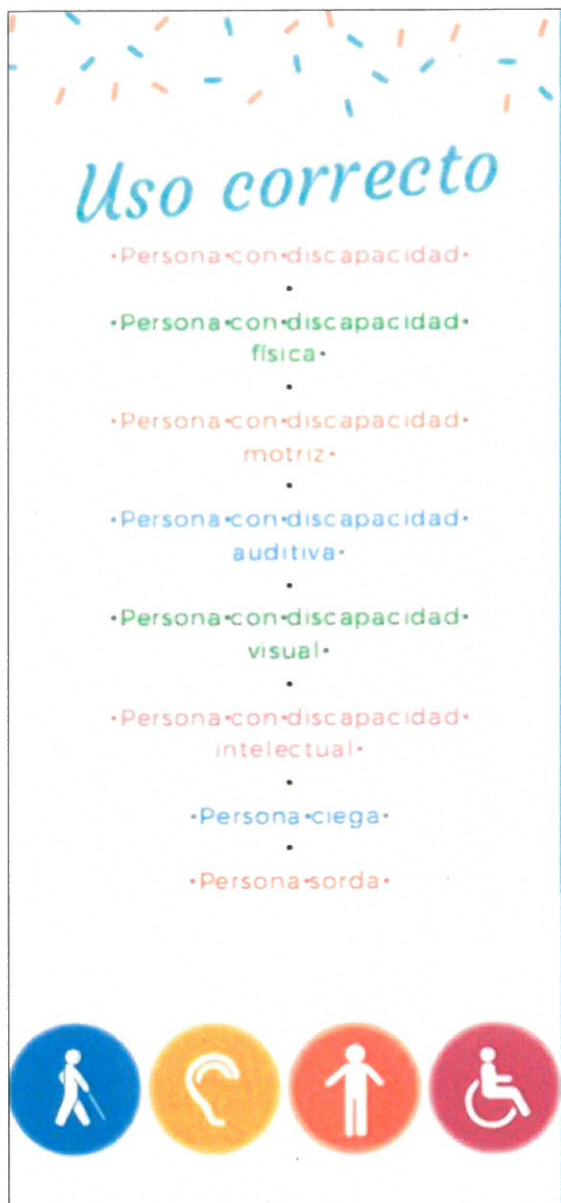 Uso correcto
•Persona•con•discapacidad•
•
•Persona•con•discapacidad•
física•
•
•Persona•con•discapacidad•
motriz•
•
•Persona•con•discapacidad•
auditiva•
•
•Persona•con•discapacidad•
visual•
•
•Persona•con•discapacidad•
intelectual•
•
•Persona•ciega•
•
•Persona•sorda•